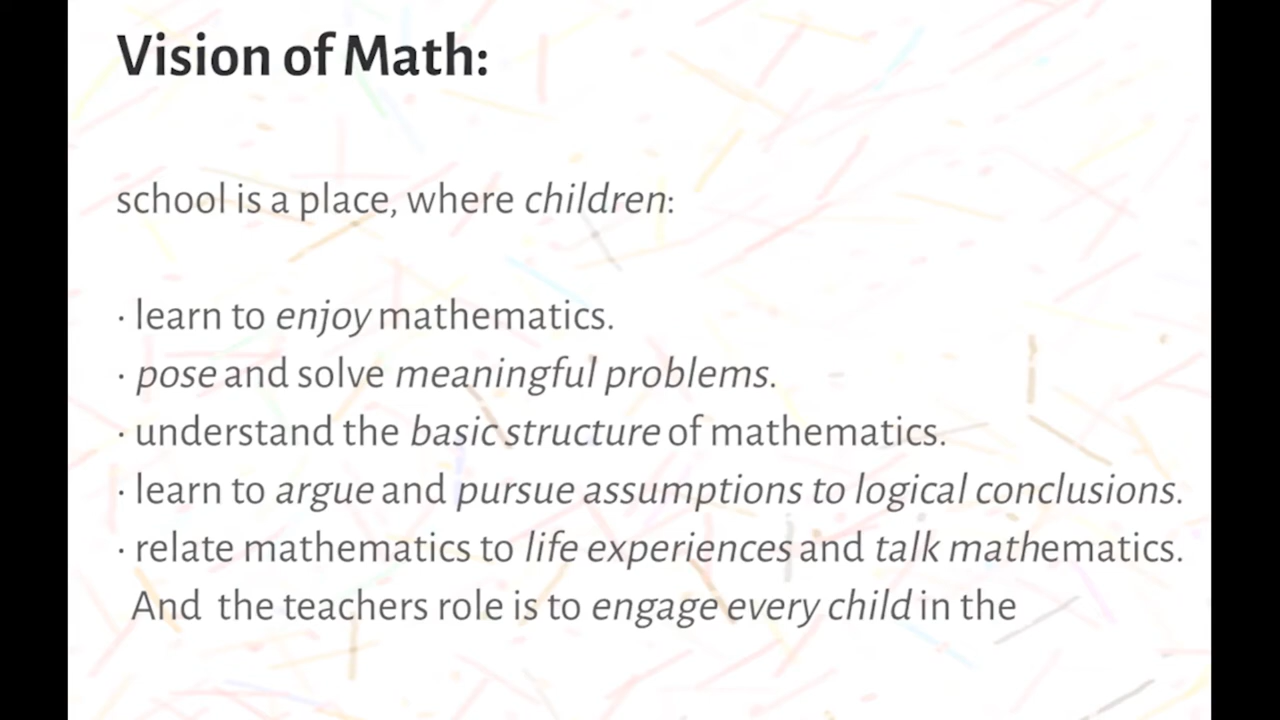 Vision of Math:
school is a place, where children:
· learn to enjoy mathematics.
· pose and solve meaningful problems.
· understand the basic structure of mathematics.
· learn to argue and pursue assumptions to logical conclusions.
· relate mathematics to life experiences and talk mathematics.
And the teachers role is to engage every child in the